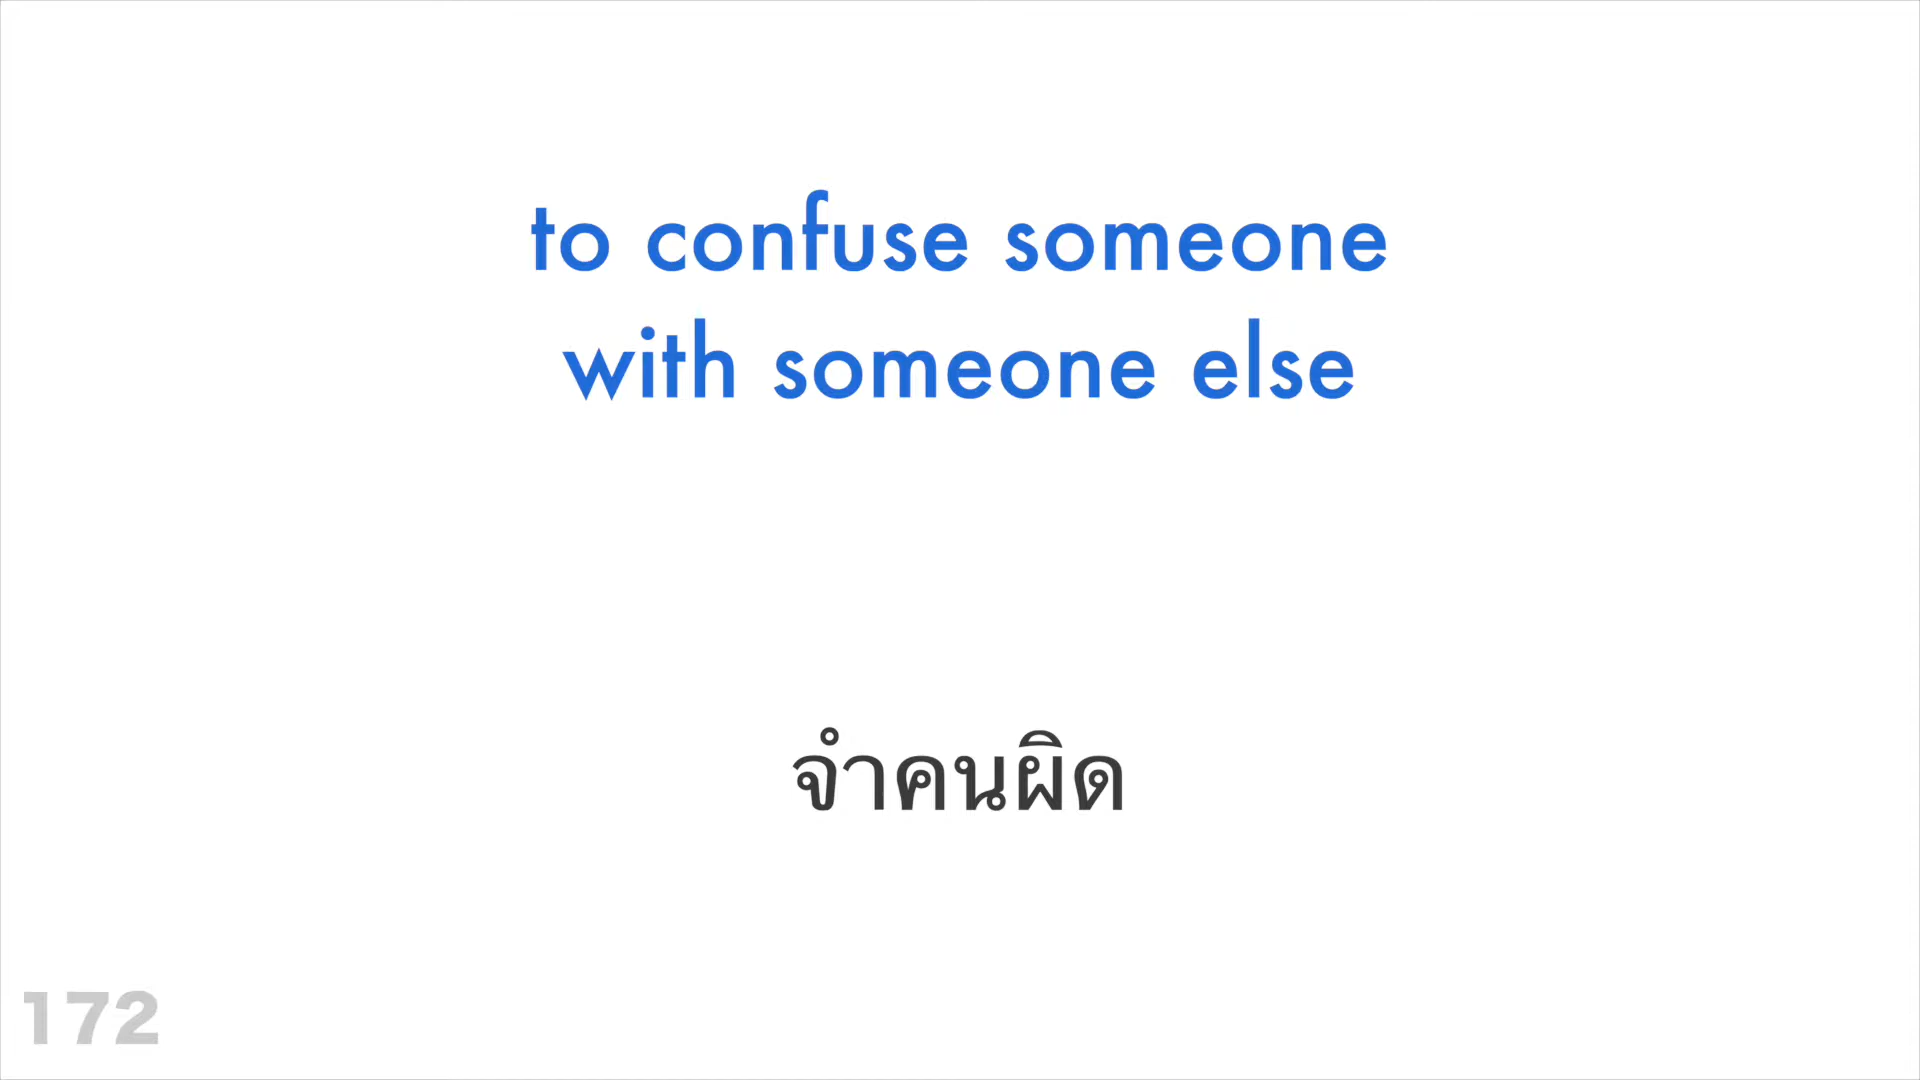 to confuse someone
with someone else
จำคนผิด
172